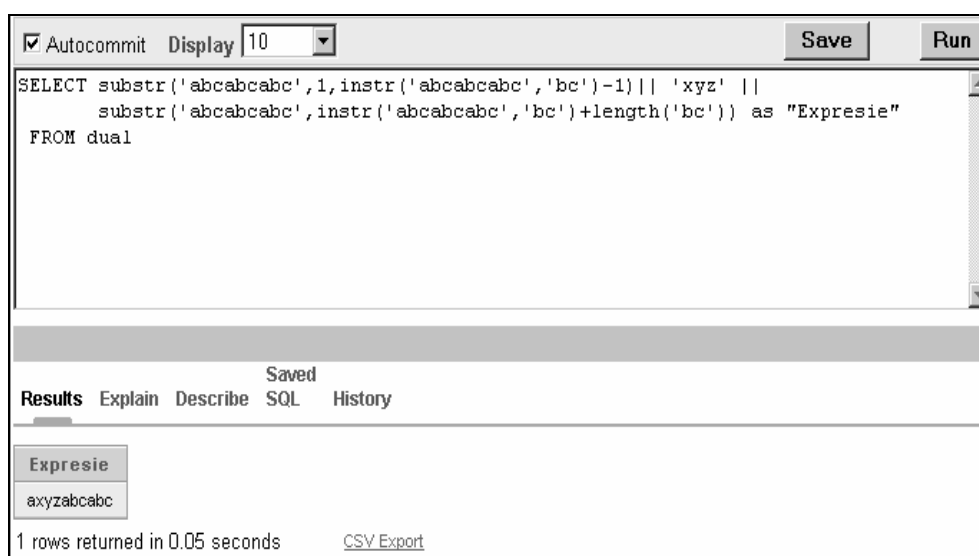 Autocommit Display 10 Save Run
SELECT substr('abcabcabc',1,instr('abcabcabc','bc')-1)|| 'xyz' ||
substr('abcabcabc',instr('abcabcabc','bc')+length('bc')) as "Expresie"
FROM dual
Results Explain Describe Saved SQL History
Expresie
axyzabcabc
1 rows returned in 0.05 seconds CSV Export